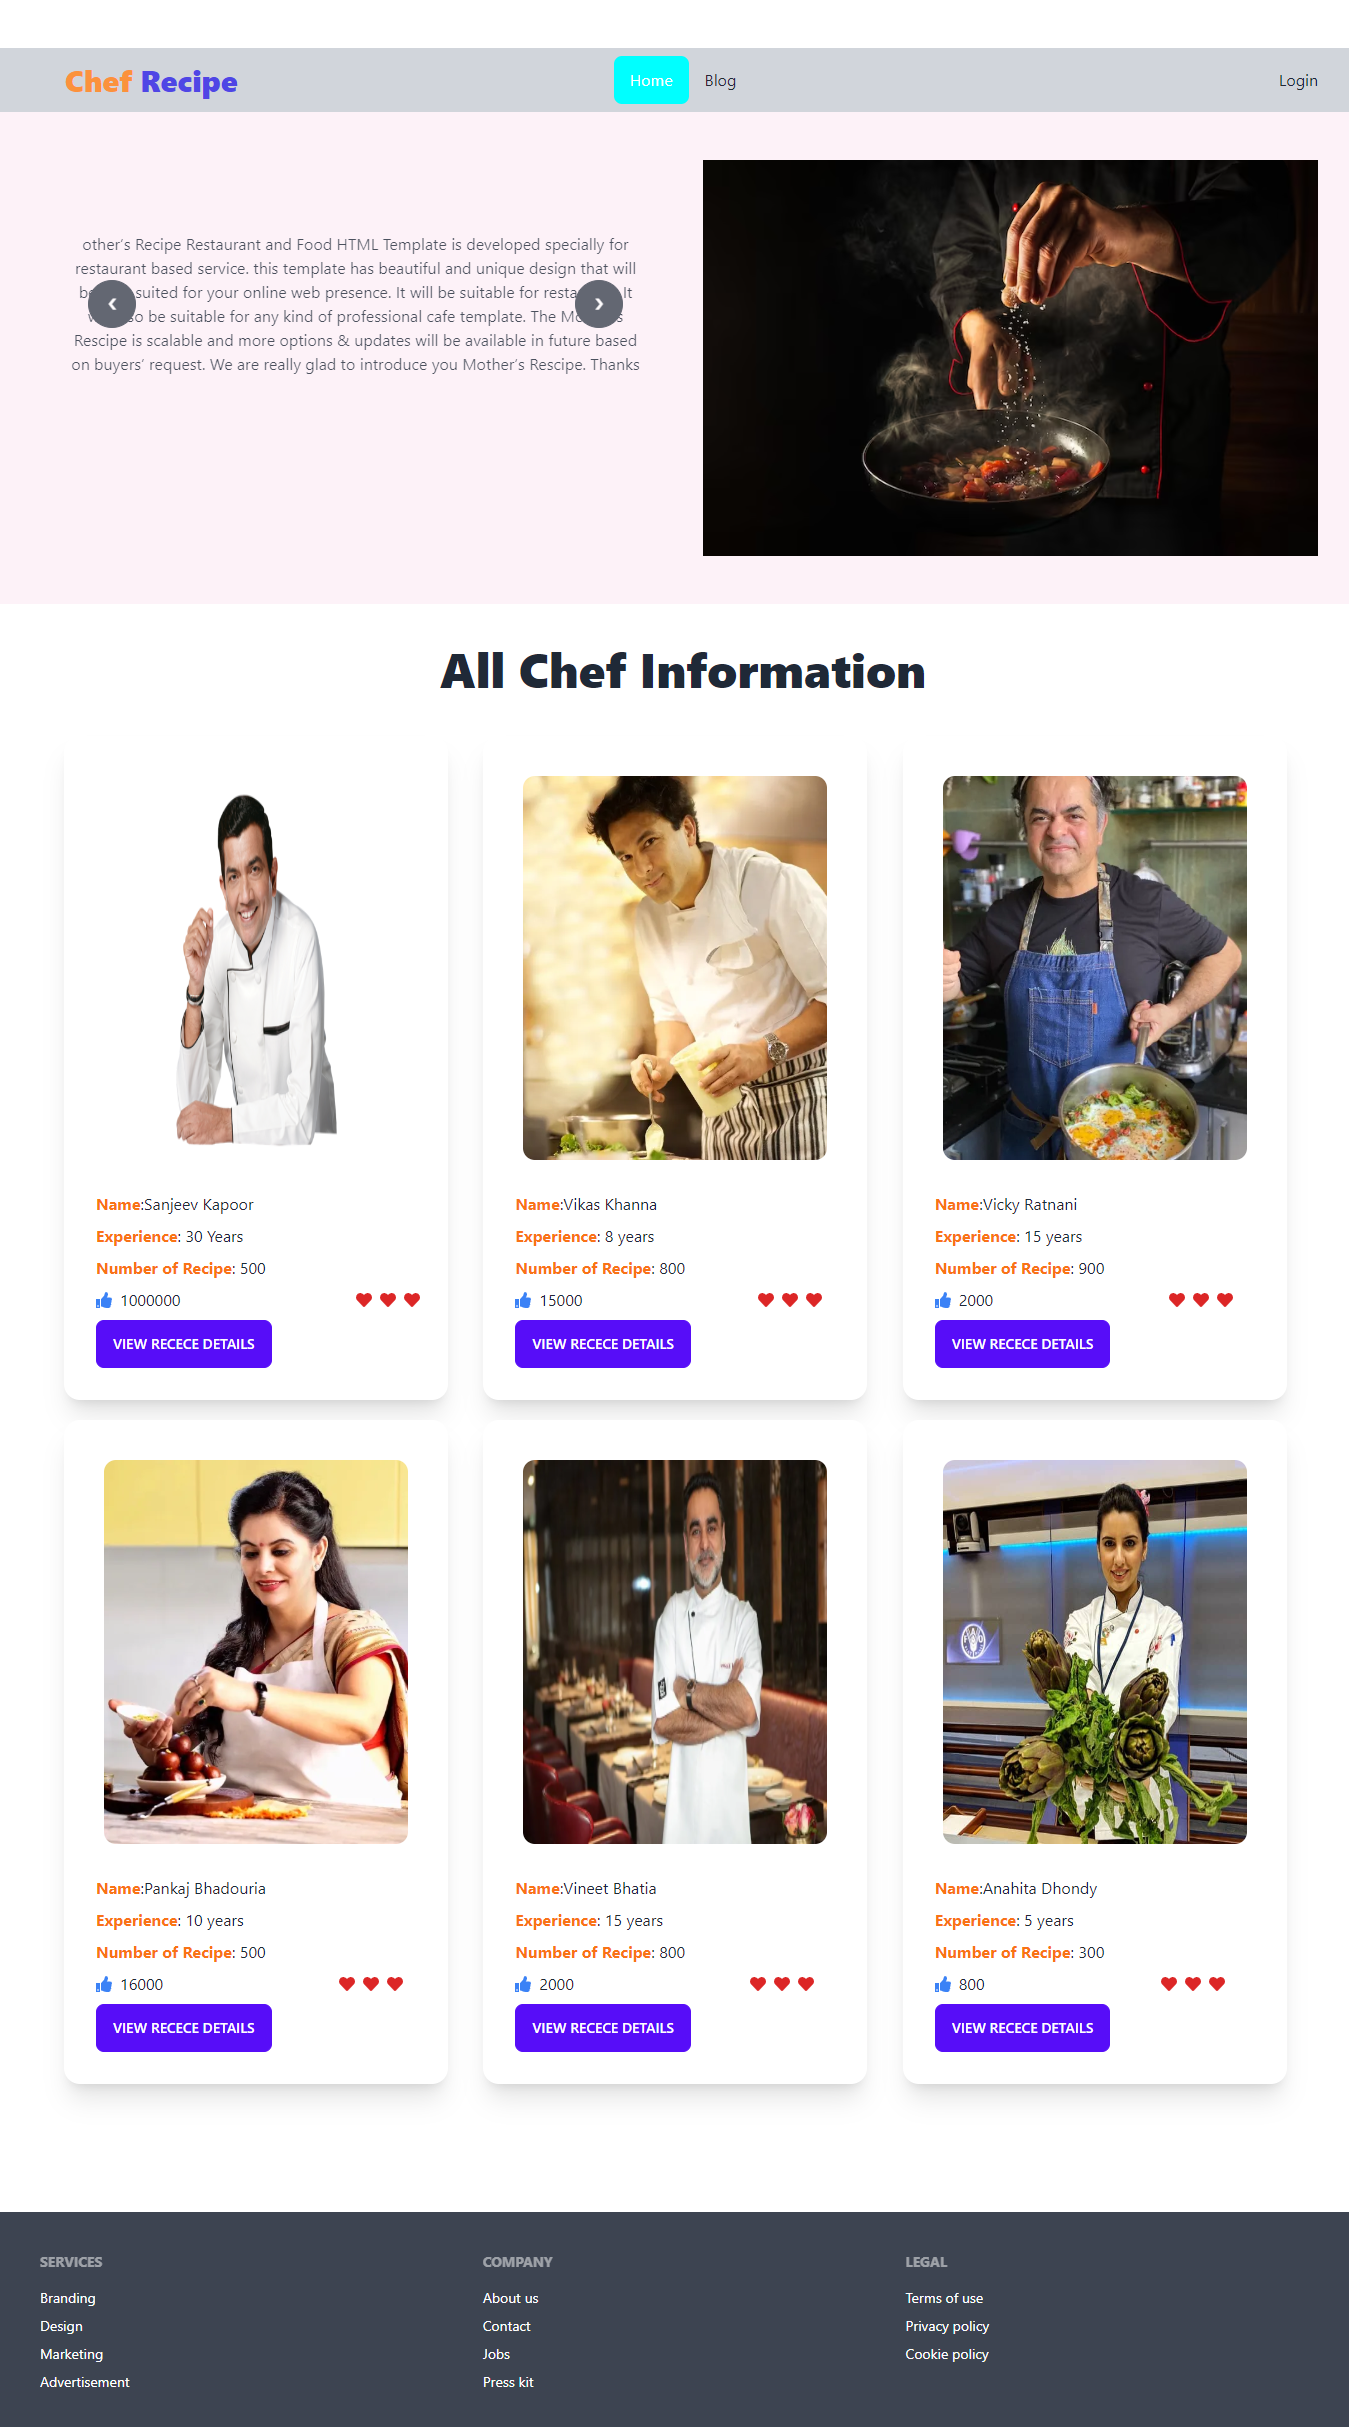 Chef Recipe
Home
Blog
Login
other's Recipe Restaurant and Food HTML Template is developed specially for
restaurant based service. this template has beautiful and unique design that will
suited for your online web presence. It will be suitable for It
be suitable for any kind of professional cafe template. The
Rescipe is scalable and more options & updates will be available in future based
on buyers' request. We are really glad to introduce you Mother's Rescipe. Thanks
All Chef Information
Name:Sanjeev Kapoor
Experience: 30 Years
Number of Recipe: 500
1000000
VIEW RECECE DETAILS
Name:Vikas Khanna
Experience: 8 years
Number of Recipe: 800
15000
VIEW RECECE DETAILS
Name:Vicky Ratnani
Experience: 15 years
Number of Recipe: 900
2000
VIEW RECECE DETAILS
Name:Pankaj Bhadouria
Experience: 10 years
Number of Recipe: 500
16000
VIEW RECECE DETAILS
Name:Vineet Bhatia
Experience: 15 years
Number of Recipe: 800
2000
VIEW RECECE DETAILS
Name:Anahita Dhondy
Experience: 5 years
Number of Recipe: 300
800
VIEW RECECE DETAILS
SERVICES
Branding
Design
Marketing
Advertisement
COMPANY
About us
Contact
Jobs
Press kit
LEGAL
Terms of use
Privacy policy
Cookie policy